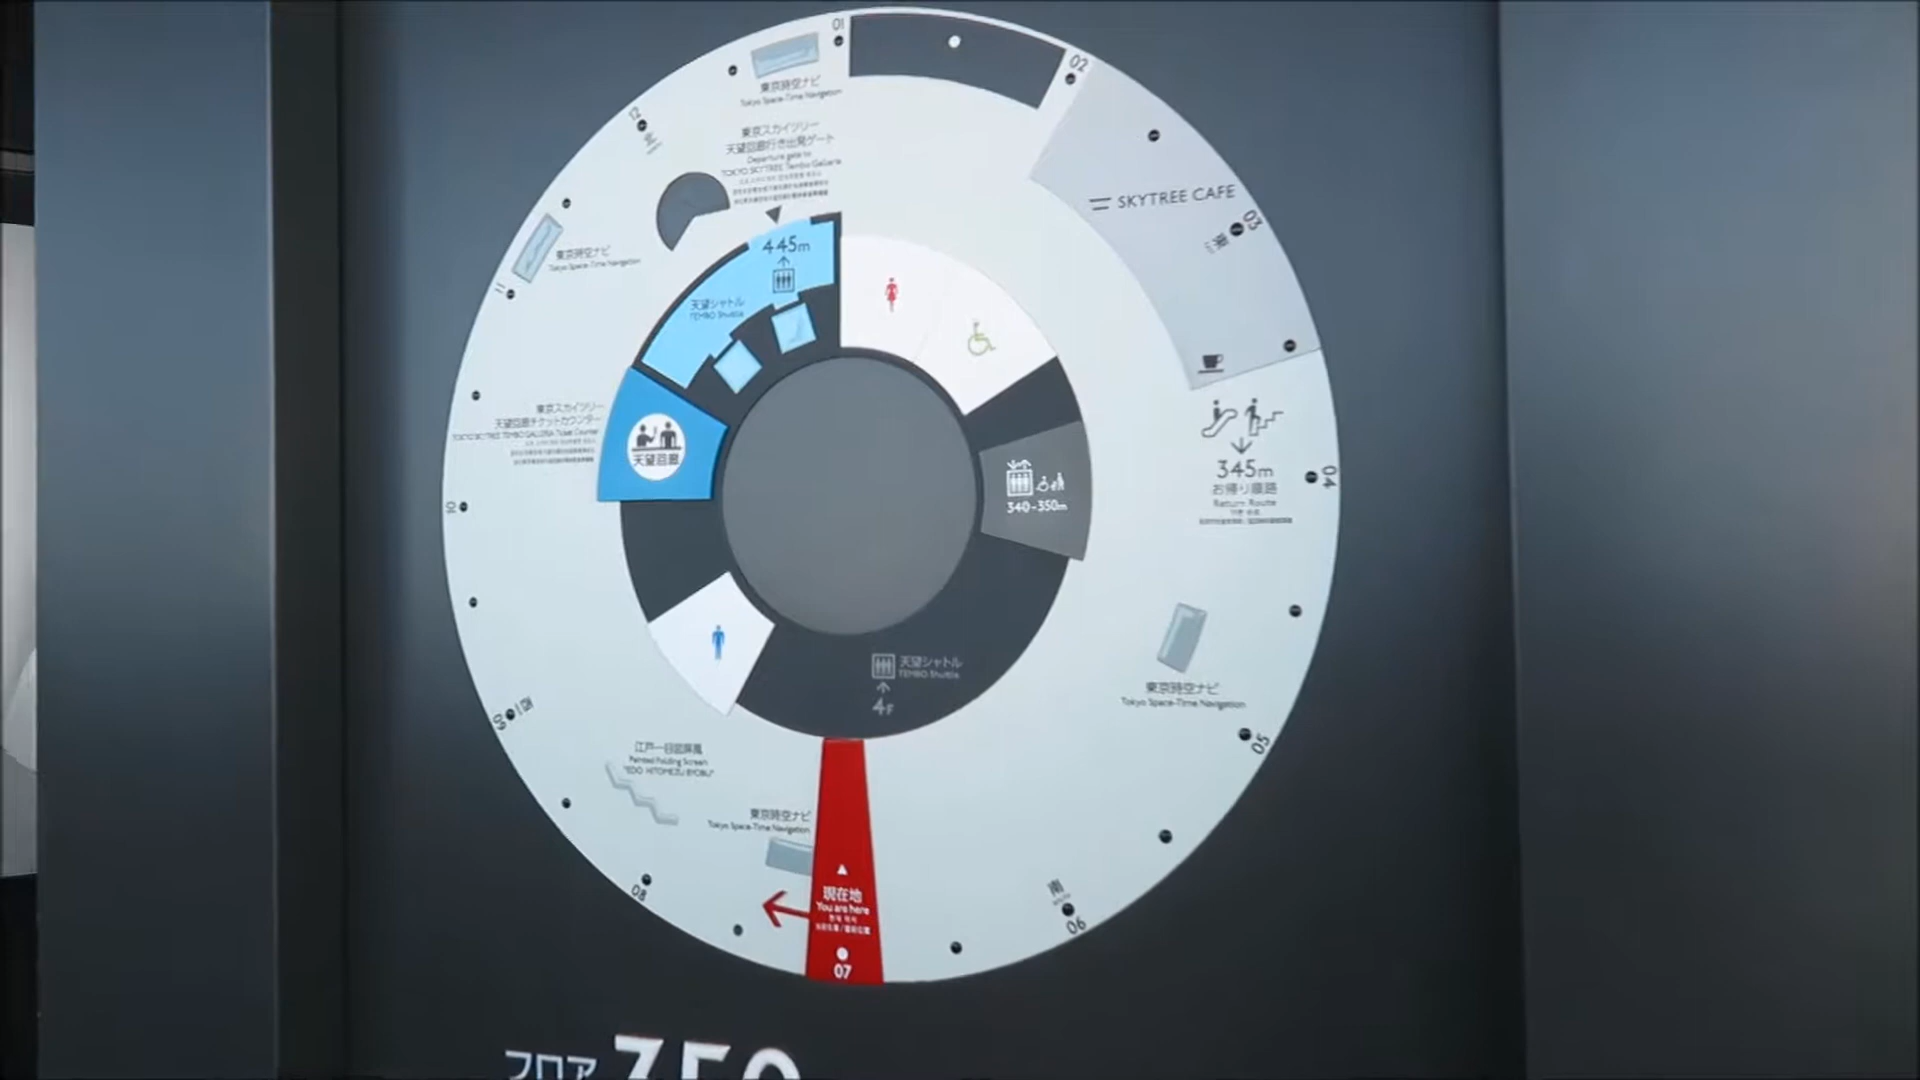 01
東京時空ナビ
Tokyo Space-Time Navigation
02
12
北
東京スカイツリー
天望回廊行き出発ゲート
Departure gate to
TOKYO SKYTREE Tembo Galleria
SKYTREE CAFE
03
東
11
東京時空ナビ
Tokyo Space-Time Navigation
445m
天望シャトル
TEMBO Shuttle
東京スカイツリー
天望回廊チケットカウンター
TOKYO SKYTREE TEMBO GALLERIA Ticket Counter
天望回廊
340-350m
345m
お帰り順路
Return Route
04
10
東京時空ナビ
Tokyo Space-Time Navigation
天望シャトル
TEMBO Shuttle
4F
09
西
05
江戸一目図屏風
Painted Folding Screen
"EDO HITOMEZU BYOBU"
東京時空ナビ
Tokyo Space-Time Navigation
08
現在地
You are here
현재 위치
07
南
06
フロア 350